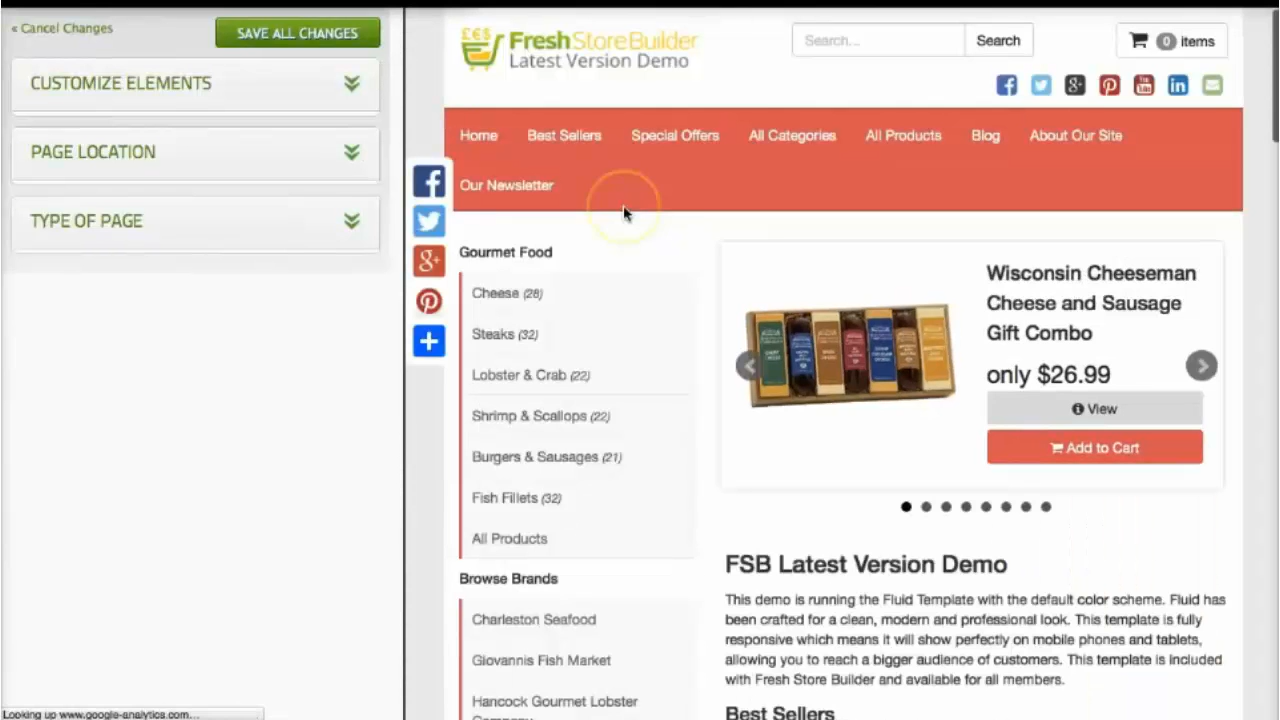 « Cancel Changes
SAVE ALL CHANGES
CUSTOMIZE ELEMENTS
PAGE LOCATION
TYPE OF PAGE
£€$
FreshStoreBuilder
Latest Version Demo
Search...
Search
0 items
Home
Best Sellers
Special Offers
All Categories
All Products
Blog
About Our Site
Our Newsletter
Gourmet Food
Cheese (28)
Steaks (32)
Lobster & Crab (22)
Shrimp & Scallops (22)
Burgers & Sausages (21)
Fish Fillets (32)
All Products
Browse Brands
Charleston Seafood
Giovannis Fish Market
Hancock Gourmet Lobster
Company
Wisconsin Cheeseman
Cheese and Sausage
Gift Combo
only $26.99
View
Add to Cart
FSB Latest Version Demo
This demo is running the Fluid Template with the default color scheme. Fluid has
been crafted for a clean, modern and professional look. This template is fully
responsive which means it will show perfectly on mobile phones and tablets,
allowing you to reach a bigger audience of customers. This template is included
with Fresh Store Builder and available for all members.
Best Sellers
Looking up www.google-analytics.com...